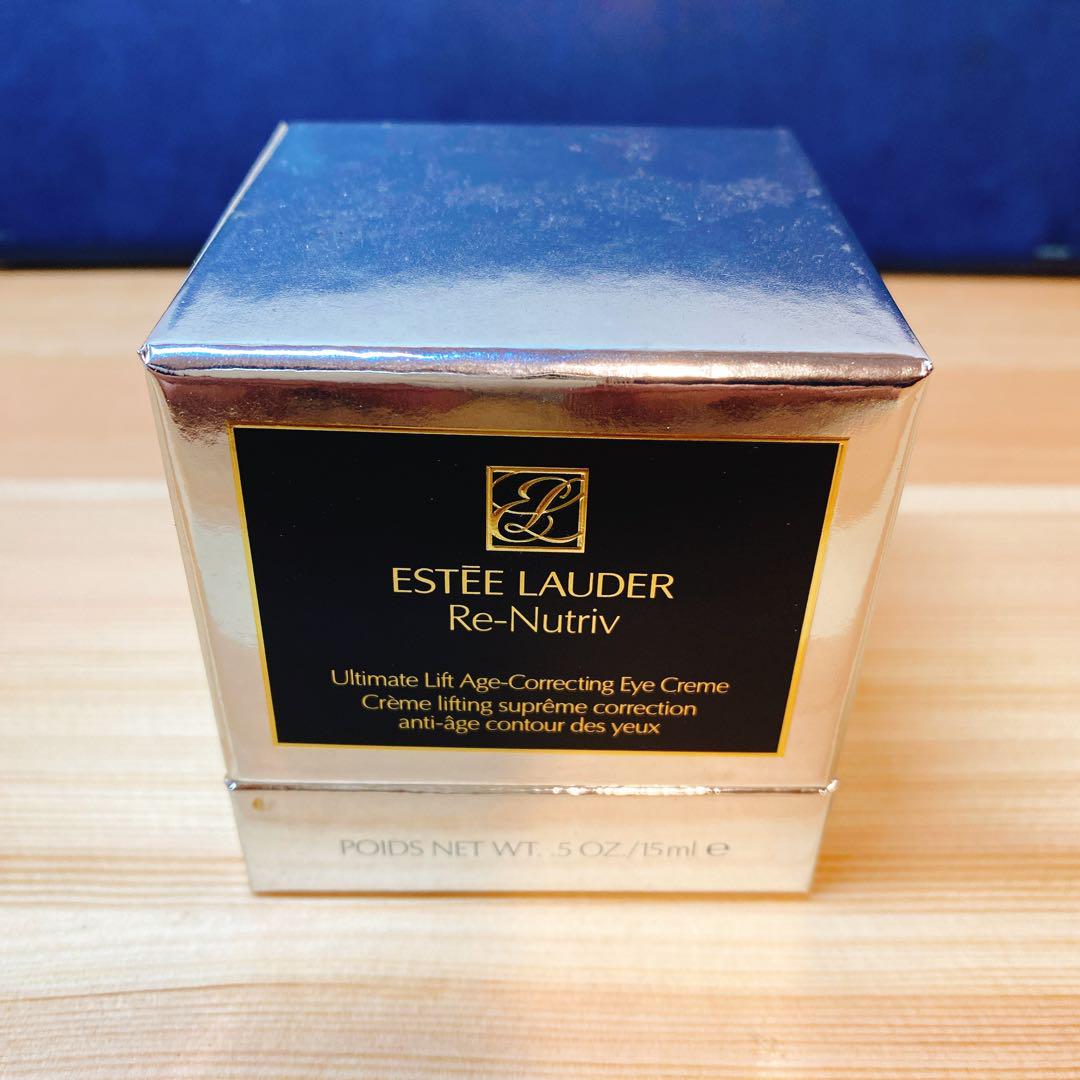 EL
ESTĒE LAUDER
Re-Nutriv
Ultimate Lift Age-Correcting Eye Creme
Crème lifting suprême correction
anti-âge contour des yeux
POIDS NET WT. .5 OZ./15ml ℮